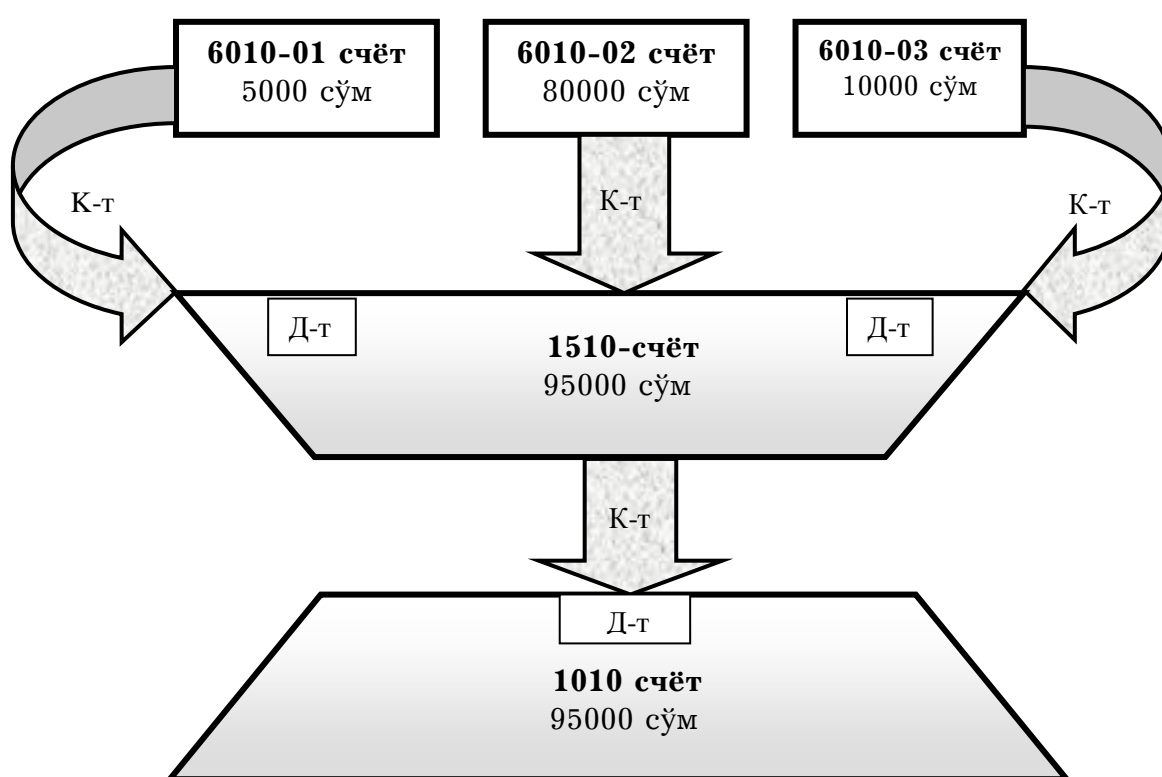 6010-01 счёт
5000 сўм
6010-02 счёт
80000 сўм
6010-03 счёт
10000 сўм
К-т
К-т
К-т
Д-т
Д-т
1510-счёт
95000 сўм
К-т
Д-т
1010 счёт
95000 сўм